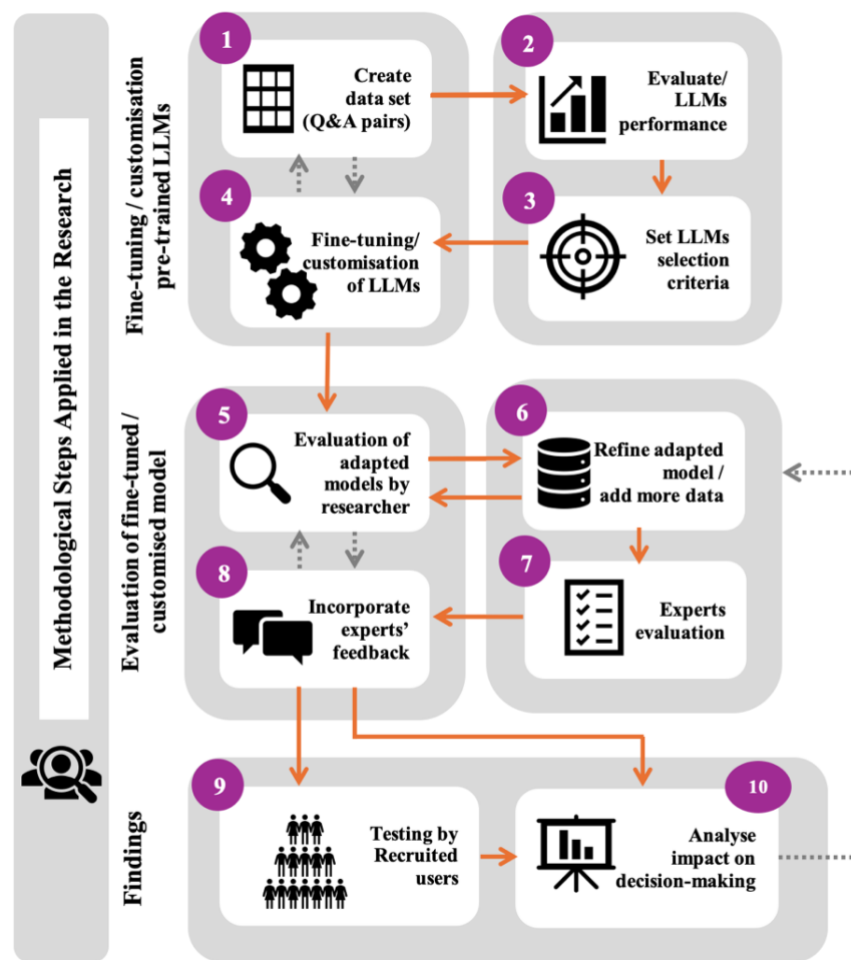 Methodological Steps Applied in the Research
Fine-tuning / customisation
pre-trained LLMs
1
Create
data set
(Q&A pairs)
2
Evaluate/
LLMs
performance
3
Set LLMs
selection
criteria
4
Fine-tuning/
customisation
of LLMs
Evaluation of fine-tuned /
customised model
5
Evaluation of
adapted
models by
researcher
6
Refine adapted
model /
add more data
7
Experts
evaluation
8
Incorporate
experts’
feedback
Findings
9
Testing by
Recruited
users
10
Analyse
impact on
decision-making